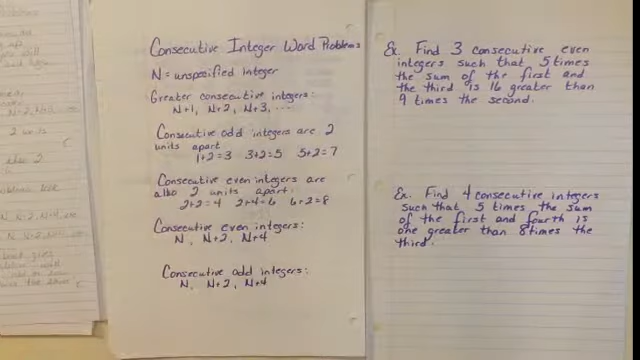 Consecutive Integer Word Problems
N = unspecified integer
Greater consecutive integers:
N+1, N+2, N+3, ...
Consecutive odd integers are 2
units apart
1+2=3 3+2=5 5+2=7
Consecutive even integers are
also 2 units apart.
2+2=4 2+4=6 6+2=8
Consecutive even integers:
N, N+2, N+4
Consecutive odd integers:
N, N+2, N+4
Ex. Find 3 consecutive even
integers such that 5 times
the sum of the first and
the third is 16 greater than
9 times the second.
Ex. Find 4 consecutive integers
such that 5 times the sum
of the first and fourth is
one greater than 8 times the
third.